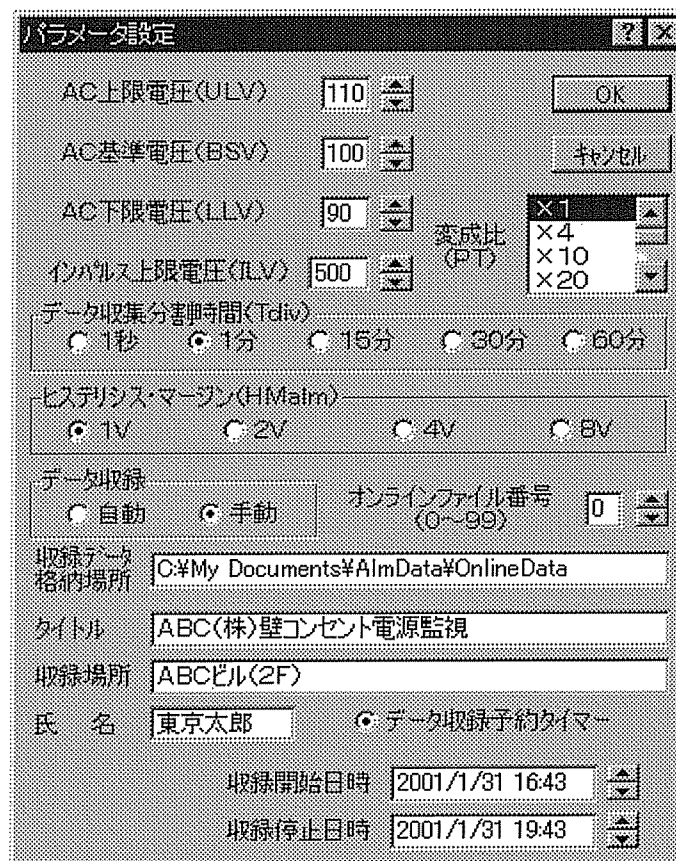 パラメータ設定
AC上限電圧(ULV) 110 OK
AC基準電圧(BSV) 100 キャンセル
AC下限電圧(LLV) 90
変成比(PT) ×1 ×4 ×10 ×20
インパルス上限電圧(ILV) 500
データ収集分割時間(Tdiv)
1秒 1分 15分 30分 60分
ヒステリシス・マージン(HMalm)
1V 2V 4V 8V
データ収録
自動 手動
オンラインファイル番号
(0～99) 0
収録データ
格納場所 C:¥My Documents¥AlmData¥OnlineData
タイトル ABC(株)壁コンセント電源監視
収録場所 ABCビル(2F)
氏 名 東京太郎 データ収録予約タイマー
収録開始日時 2001/1/31 16:43
収録停止日時 2001/1/31 19:43